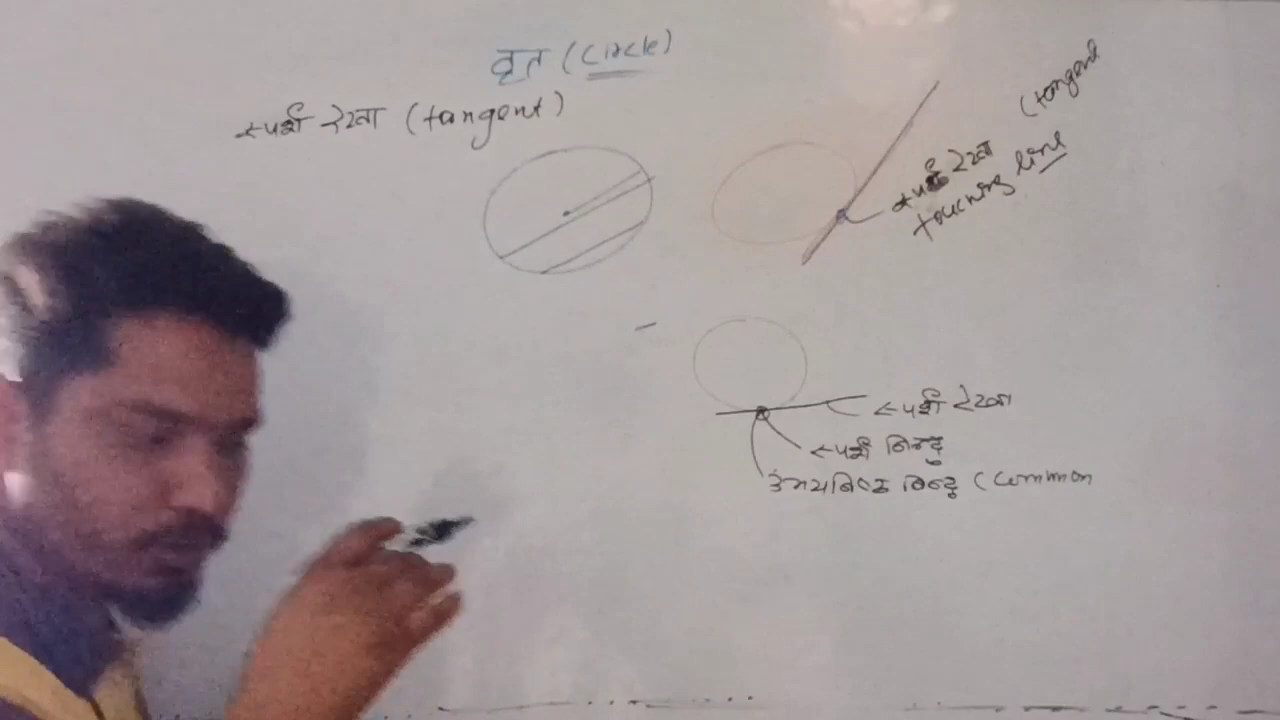 वृत (Circle)
स्पर्श रेखा (tangent)
(tangent
स्पर्श रेखा
touching line
स्पर्श रेखा
स्पर्श बिन्दु
उभयनिष्ठ बिन्दु (common